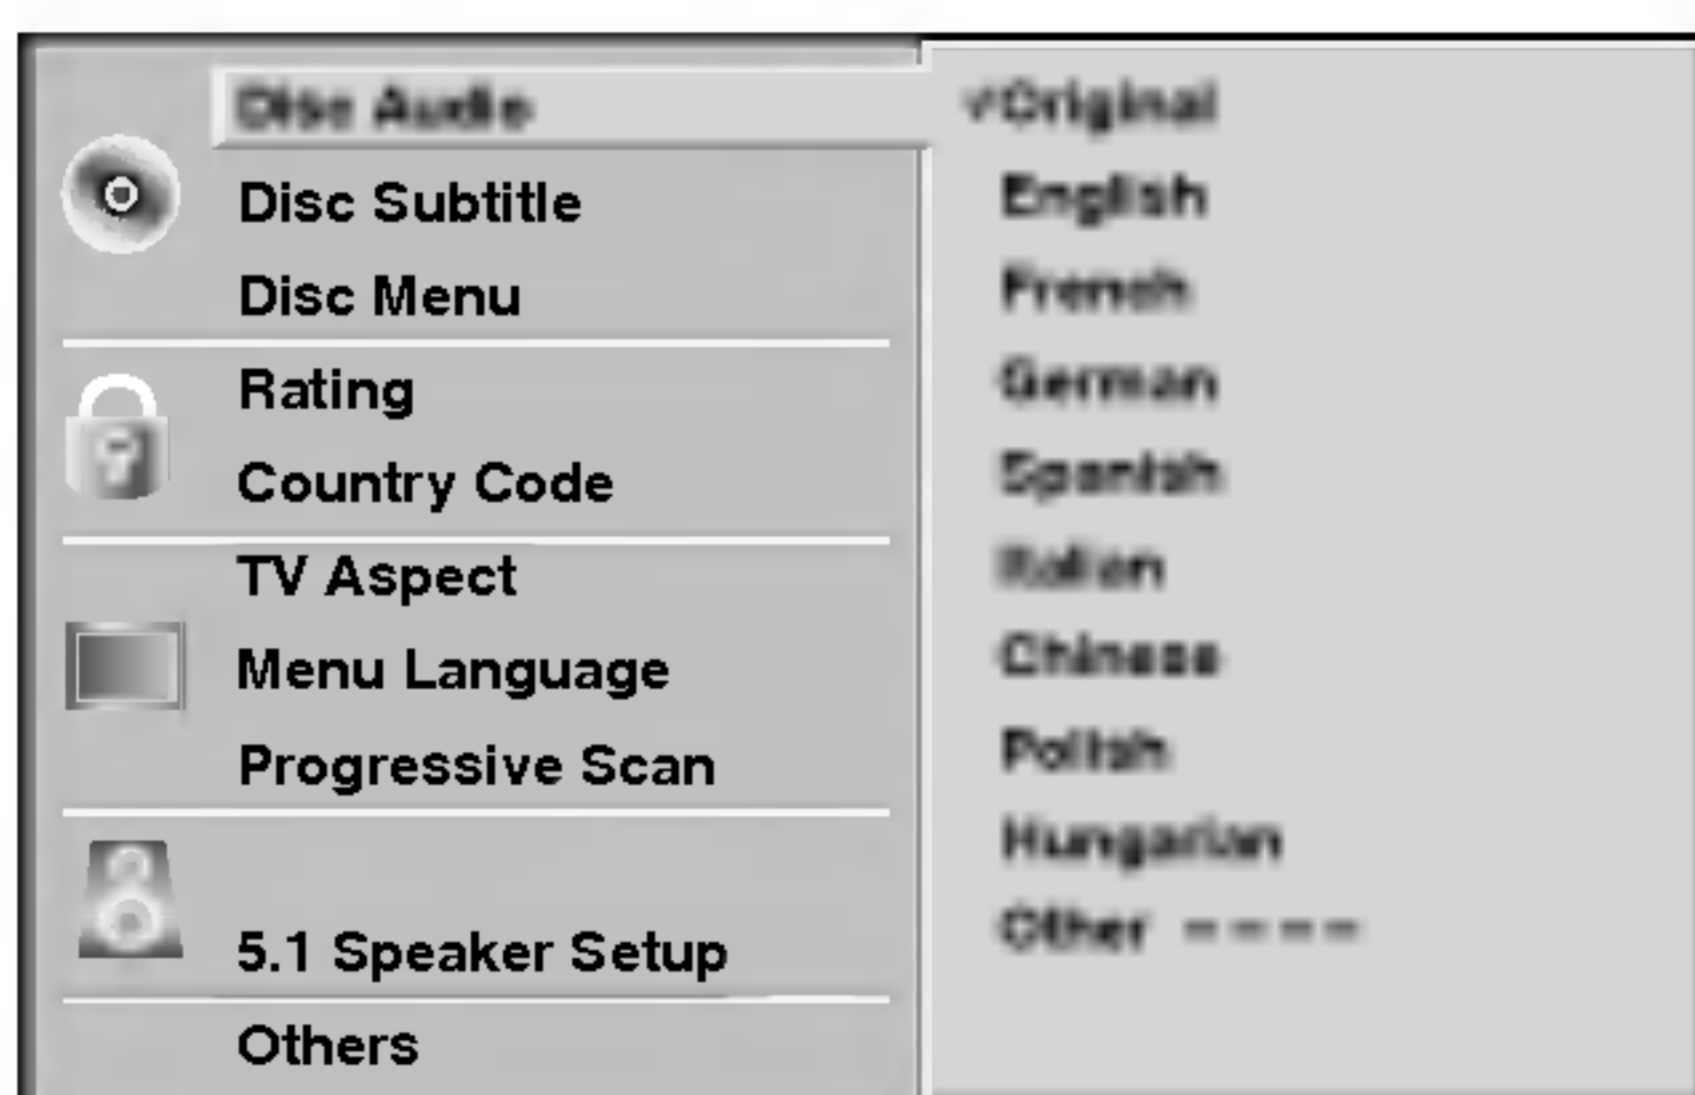 Disc Audio
Disc Subtitle
Disc Menu
Rating
Country Code
TV Aspect
Menu Language
Progressive Scan
5.1 Speaker Setup
Others
✓Original
English
French
German
Spanish
Italian
Chinese
Polish
Hungarian
Other – – – –